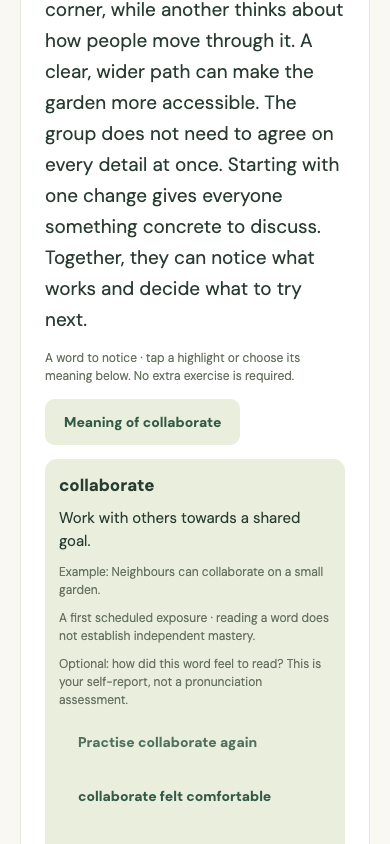 corner, while another thinks about
how people move through it. A
clear, wider path can make the
garden more accessible. The
group does not need to agree on
every detail at once. Starting with
one change gives everyone
something concrete to discuss.
Together, they can notice what
works and decide what to try
next.
A word to notice · tap a highlight or choose its
meaning below. No extra exercise is required.
Meaning of collaborate
collaborate
Work with others towards a shared
goal.
Example: Neighbours can collaborate on a small
garden.
A first scheduled exposure · reading a word does
not establish independent mastery.
Optional: how did this word feel to read? This is
your self-report, not a pronunciation
assessment.
Practise collaborate again
collaborate felt comfortable